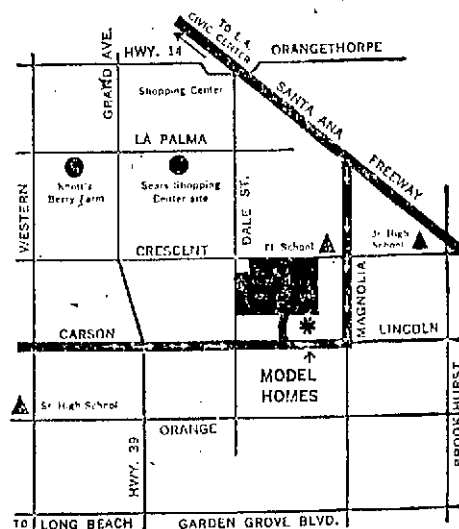 TO L.A.
CIVIC CENTER
HWY. 14
ORANGETHORPE
GRAND AVE.
Shopping Center
SANTA ANA
FREEWAY
LA PALMA
Knott's
Berry Farm
Sears Shopping
Center site
WESTERN
DALE ST.
El School
Jr High
School
CRESCENT
MAGNOLIA
CARSON
LINCOLN
MODEL
HOMES
BROOKHURST
Sr High School
ORANGE
HWY. 39
TO LONG BEACH
GARDEN GROVE BLVD.